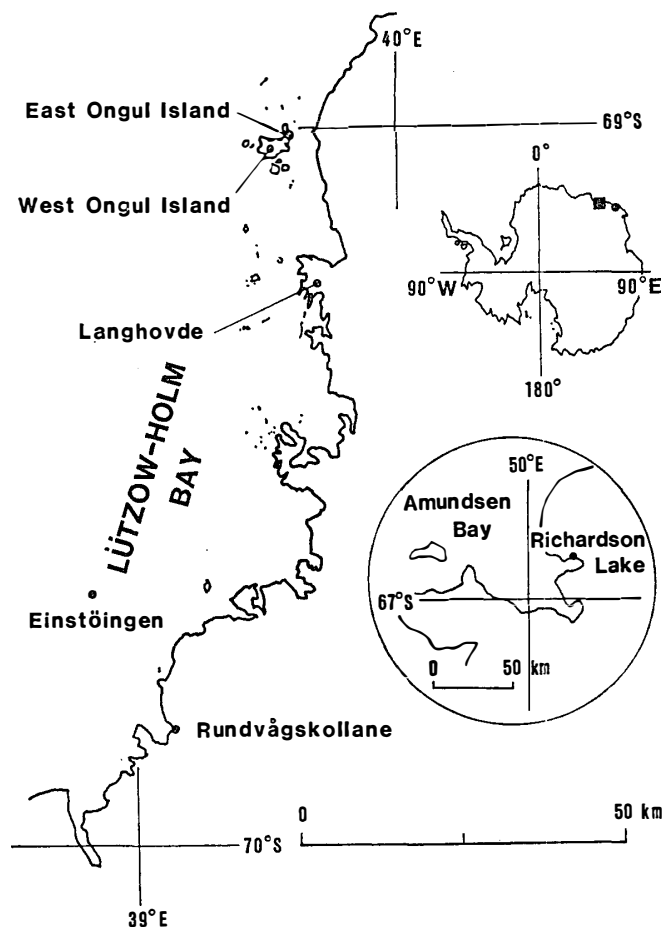 40°E
East Ongul Island
69°S
0°
West Ongul Island
90°W
90°E
Langhovde
180°
LÜTZOW-HOLM
BAY
50°E
Amundsen
Bay
Richardson
Lake
67°S
Einstöingen
0 50 km
Rundvågskollane
0 50 km
70°S
39°E